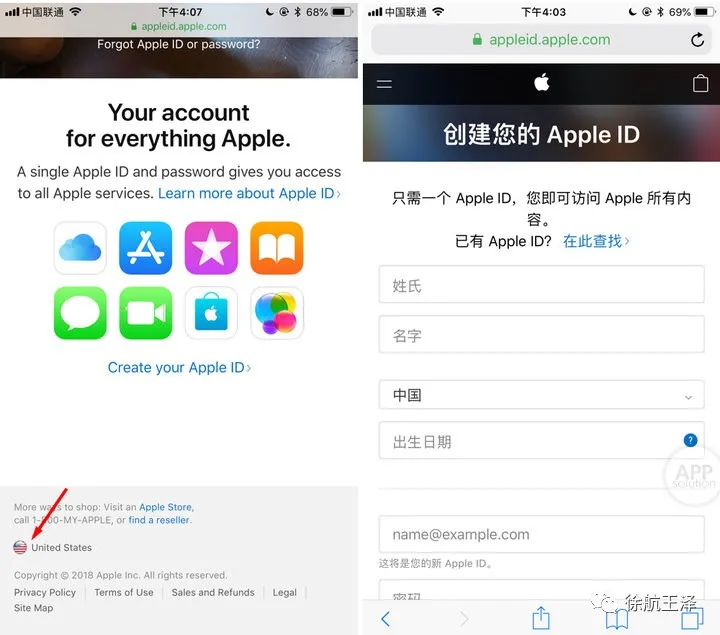 中国联通
下午4:07
68%
appleid.apple.com
Forgot Apple ID or password?
Your account
for everything Apple.
A single Apple ID and password gives you access
to all Apple services. Learn more about Apple ID›
Create your Apple ID›
More ways to shop: Visit an Apple Store,
call 1-800-MY-APPLE, or find a reseller.
United States
Copyright © 2018 Apple Inc. All rights reserved.
Privacy Policy | Terms of Use | Sales and Refunds | Legal |
Site Map
中国联通
下午4:03
69%
appleid.apple.com
创建您的 Apple ID
只需一个 Apple ID，您即可访问 Apple 所有内
容。
已有 Apple ID？ 在此查找›
姓氏
名字
中国
出生日期
?
APP
solution
name@example.com
这将是您的新 Apple ID。
密码
徐航王泽